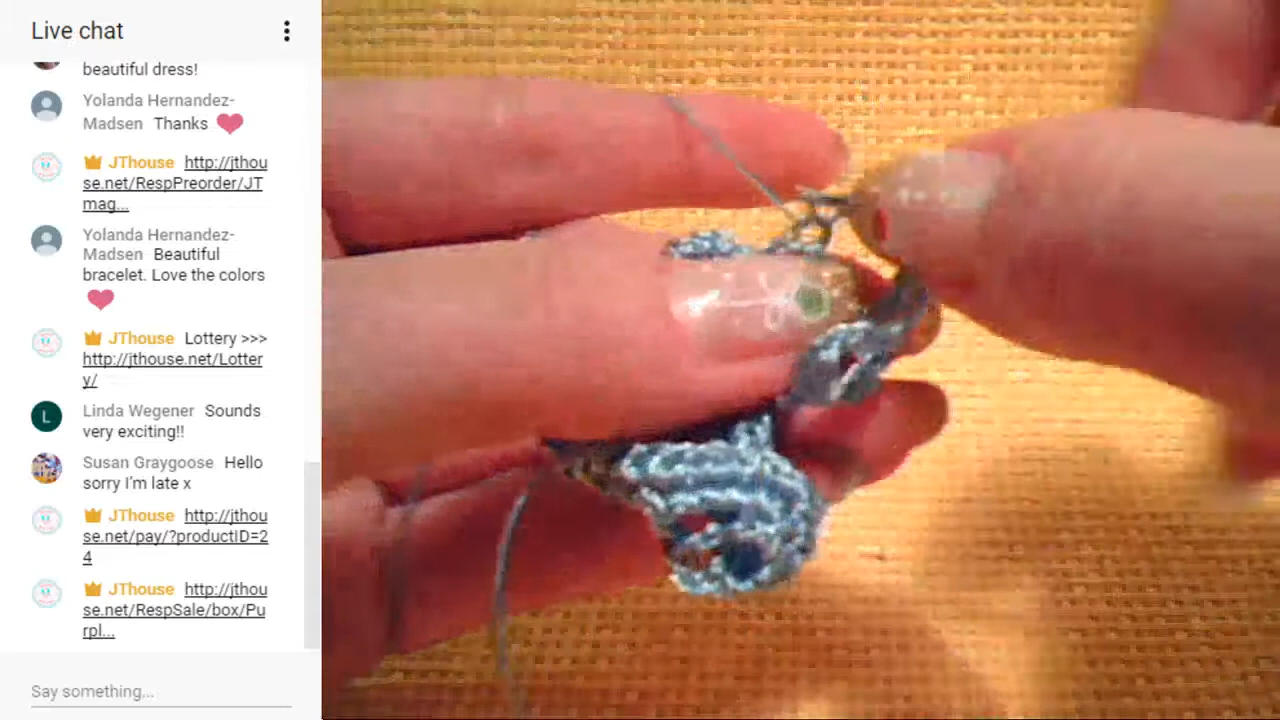 Live chat
beautiful dress!
Yolanda Hernandez-
Madsen Thanks
JThouse http://jthou
se.net/RespPreorder/JT
mag...
Yolanda Hernandez-
Madsen Beautiful
bracelet. Love the colors
JThouse Lottery >>>
http://jthouse.net/Lotter
y/
L
Linda Wegener Sounds
very exciting!!
Susan Graygoose Hello
sorry I'm late x
JThouse http://jthou
se.net/pay/?productID=2
4
JThouse http://jthou
se.net/RespSale/box/Pu
rpl...
Say something...